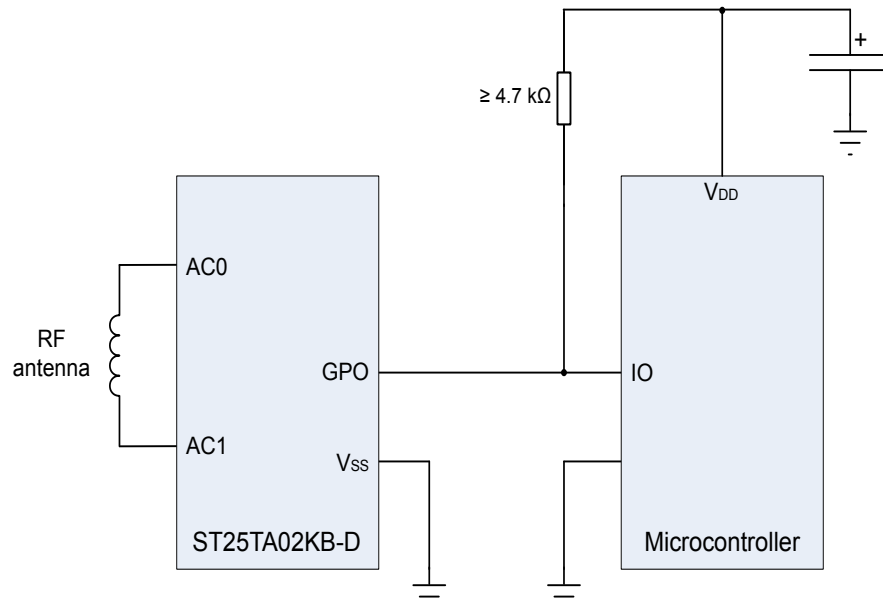 +
≥ 4.7 kΩ
VDD
AC0
RF
antenna
GPO
IO
AC1
VSS
ST25TA02KB-D
Microcontroller